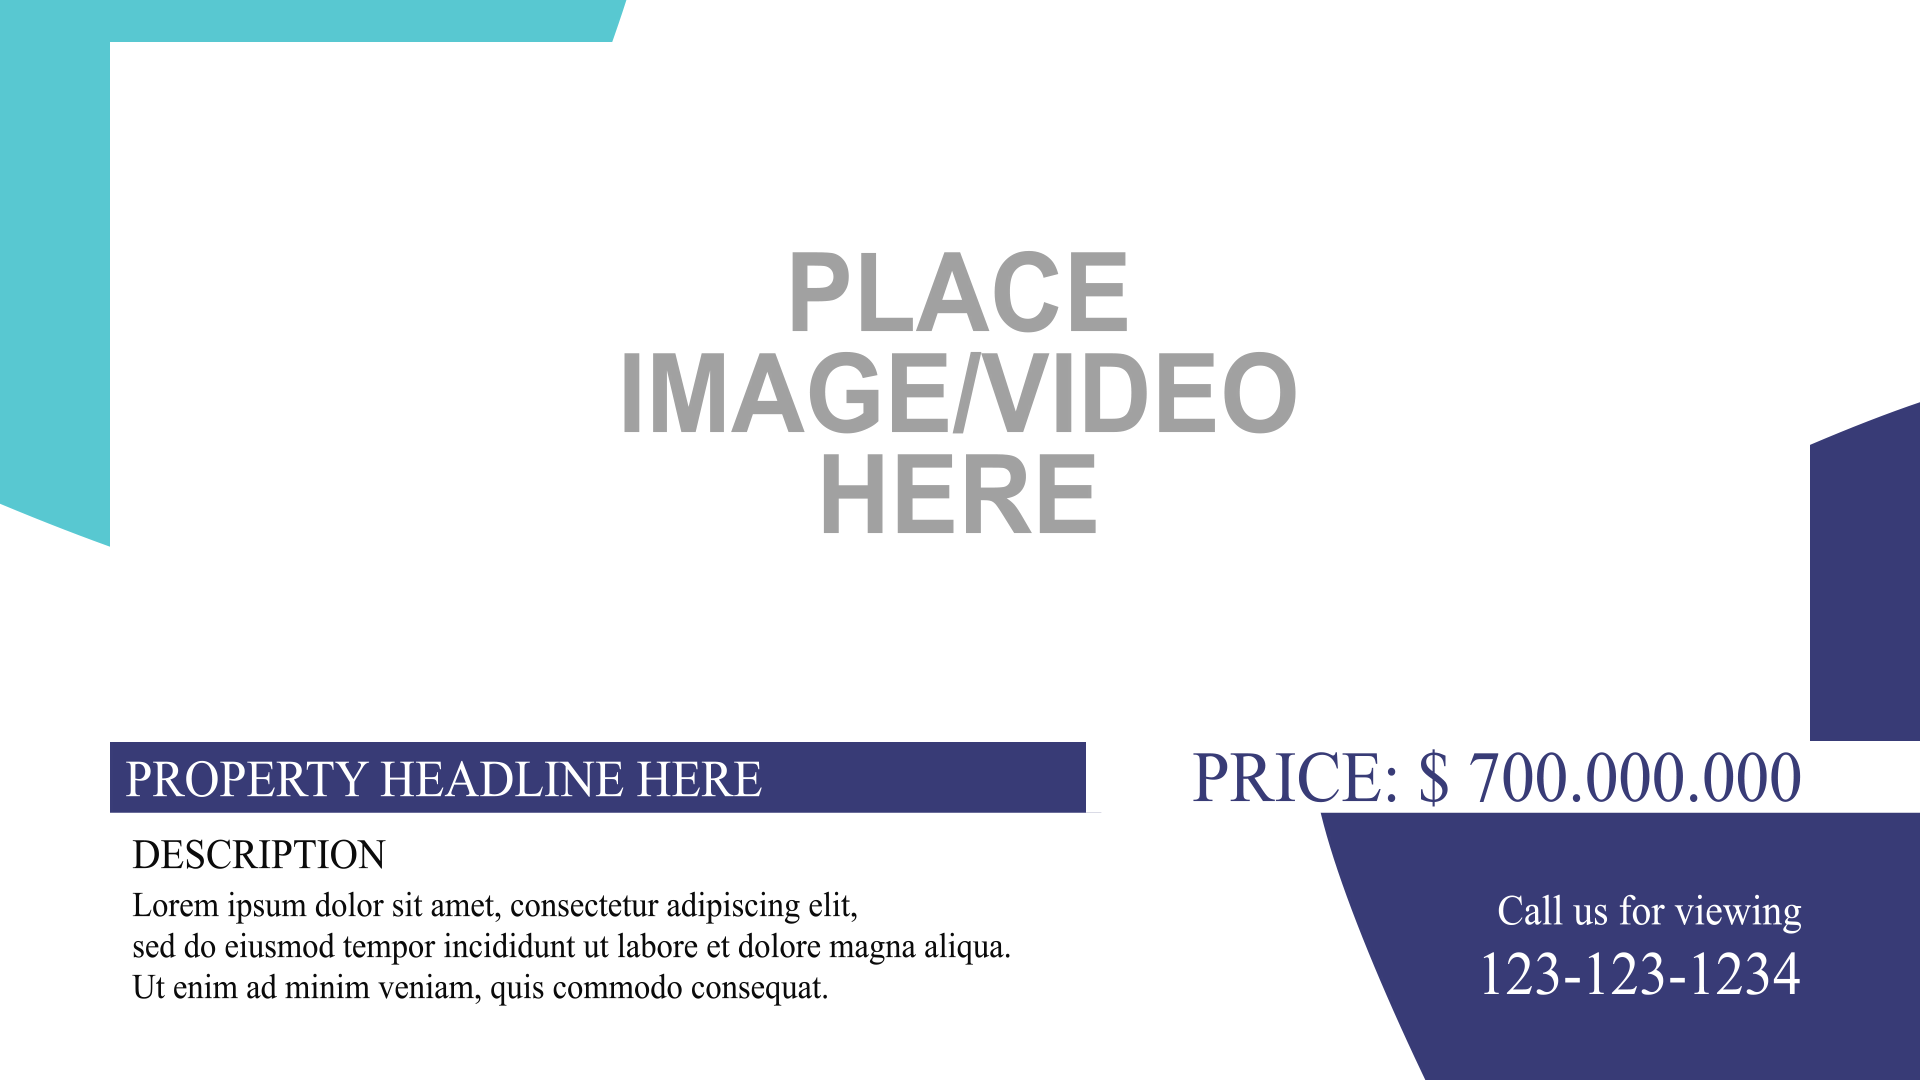 PLACE
IMAGE/VIDEO
HERE
PROPERTY HEADLINE HERE
PRICE: $ 700.000.000
DESCRIPTION
Lorem ipsum dolor sit amet, consectetur adipiscing elit,
sed do eiusmod tempor incididunt ut labore et dolore magna aliqua.
Ut enim ad minim veniam, quis commodo consequat.
Call us for viewing
123-123-1234